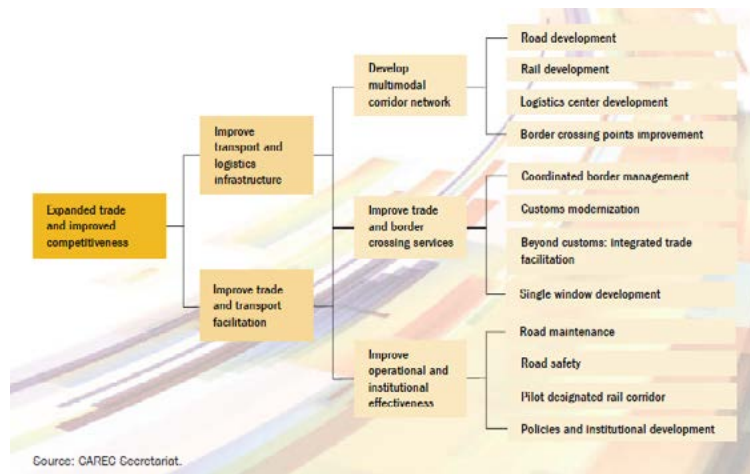 Expanded trade
and improved
competitiveness
Improve
transport and
logistics
infrastructure
Improve trade
and transport
facilitation
Develop
multimodal
corridor network
Improve trade
and border
crossing services
Improve
operational and
institutional
effectiveness
Road development
Rail development
Logistics center development
Border crossing points improvement
Coordinated border management
Customs modernization
Beyond customs: integrated trade
facilitation
Single window development
Road maintenance
Road safety
Pilot designated rail corridor
Policies and institutional development
Source: CAREC Secretariat.